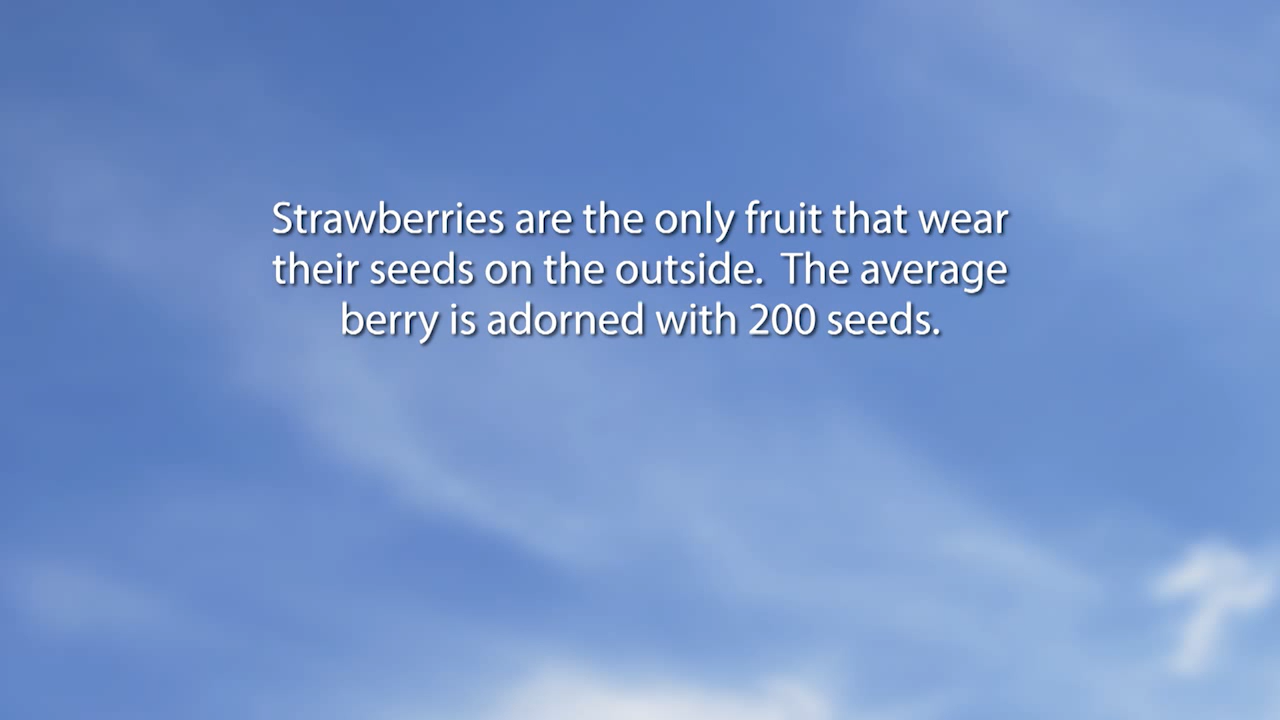 Strawberries are the only fruit that wear
their seeds on the outside.  The average
berry is adorned with 200 seeds.